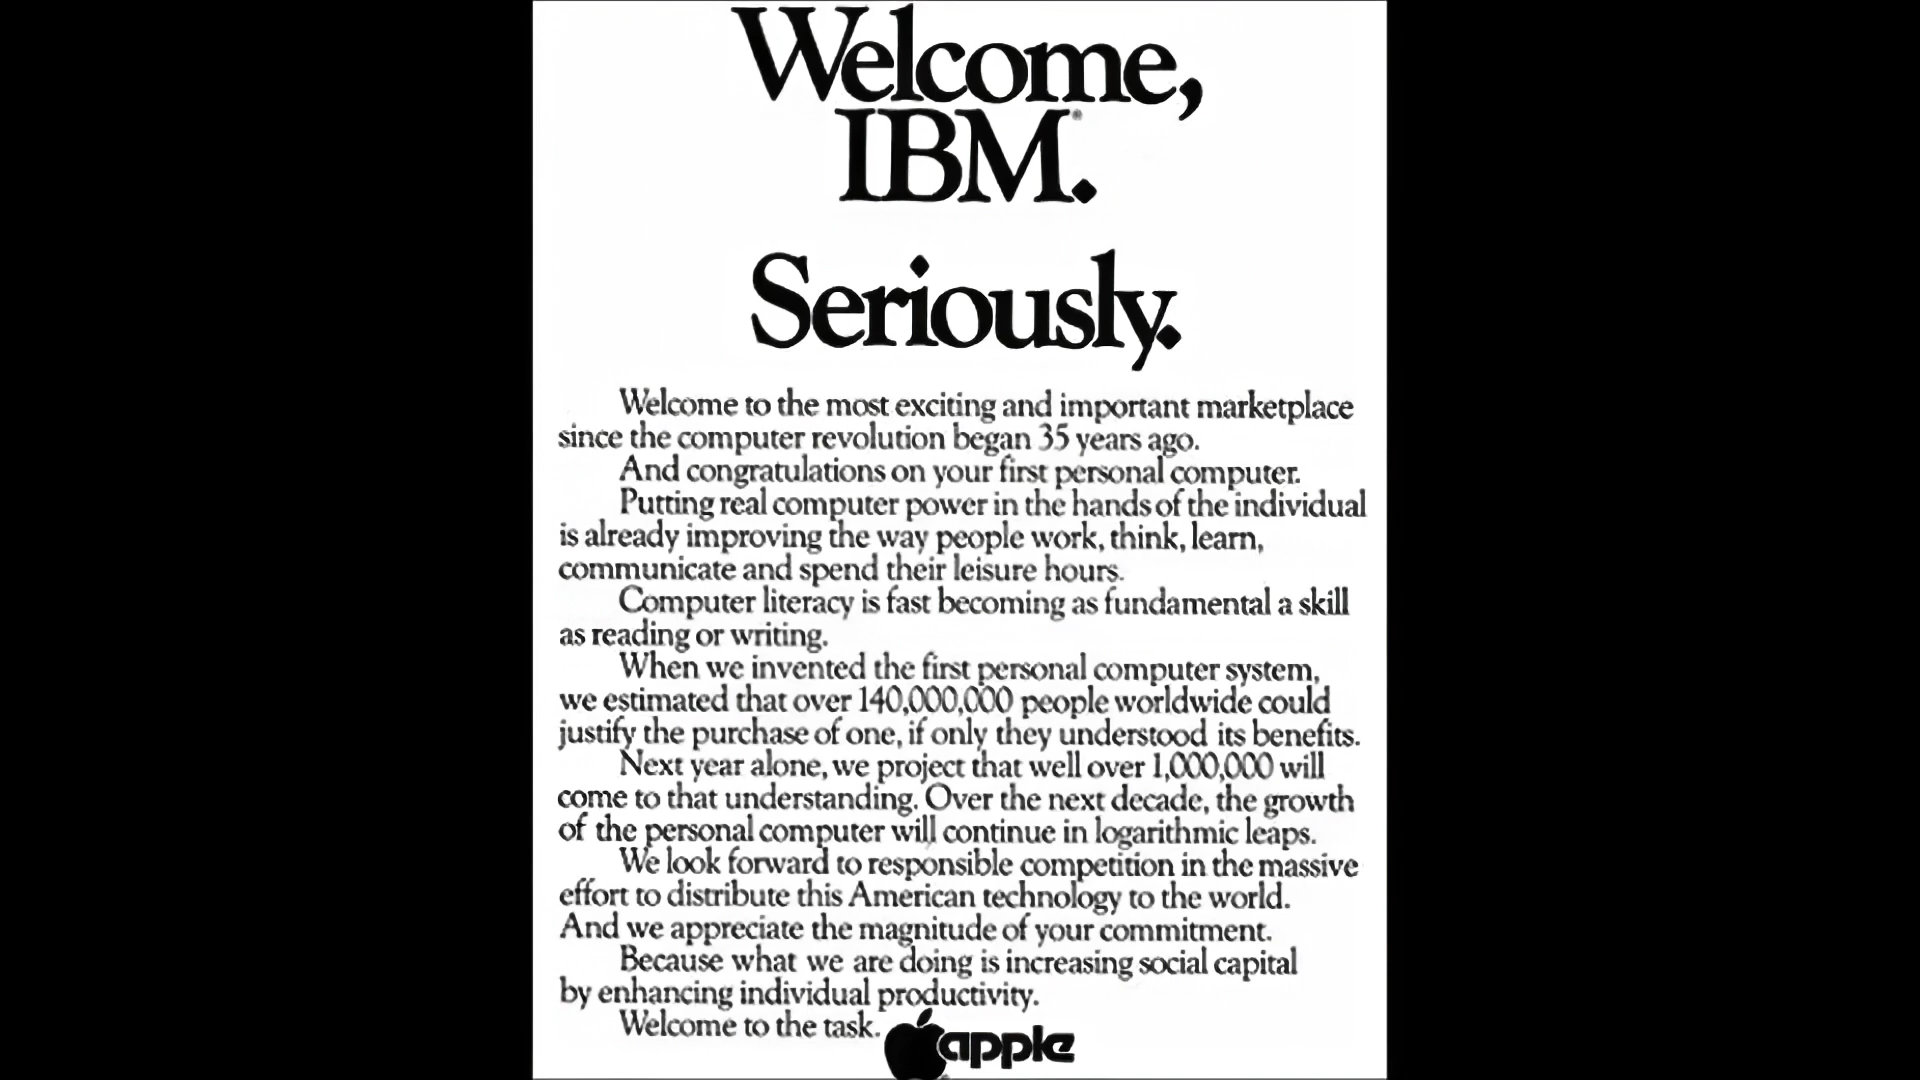 Welcome,
IBM.®
Seriously.
Welcome to the most exciting and important marketplace
since the computer revolution began 35 years ago.
And congratulations on your first personal computer.
Putting real computer power in the hands of the individual
is already improving the way people work, think, learn,
communicate and spend their leisure hours.
Computer literacy is fast becoming as fundamental a skill
as reading or writing.
When we invented the first personal computer system,
we estimated that over 140,000,000 people worldwide could
justify the purchase of one, if only they understood its benefits.
Next year alone, we project that well over 1,000,000 will
come to that understanding. Over the next decade, the growth
of the personal computer will continue in logarithmic leaps.
We look forward to responsible competition in the massive
effort to distribute this American technology to the world.
And we appreciate the magnitude of your commitment.
Because what we are doing is increasing social capital
by enhancing individual productivity.
Welcome to the task.
apple